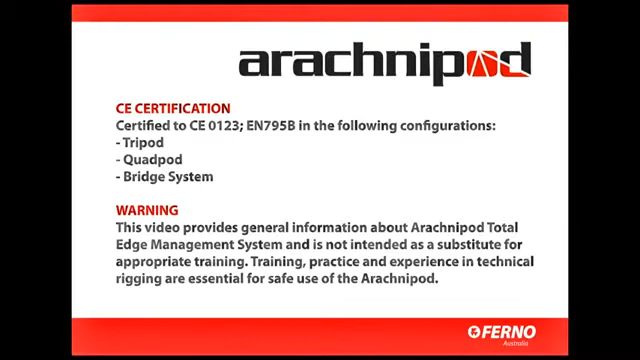 arachnipod
CE CERTIFICATION
Certified to CE 0123; EN795B in the following configurations:
- Tripod
- Quadpod
- Bridge System
WARNING
This video provides general information about Arachnipod Total
Edge Management System and is not intended as a substitute for
appropriate training. Training, practice and experience in technical
rigging are essential for safe use of the Arachnipod.
FERNO
Australia